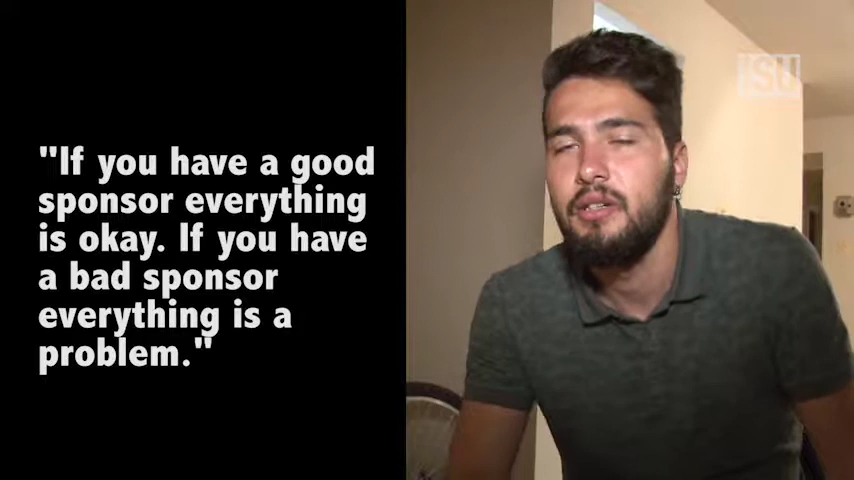 "If you have a good
sponsor everything
is okay. If you have
a bad sponsor
everything is a
problem."
ISU